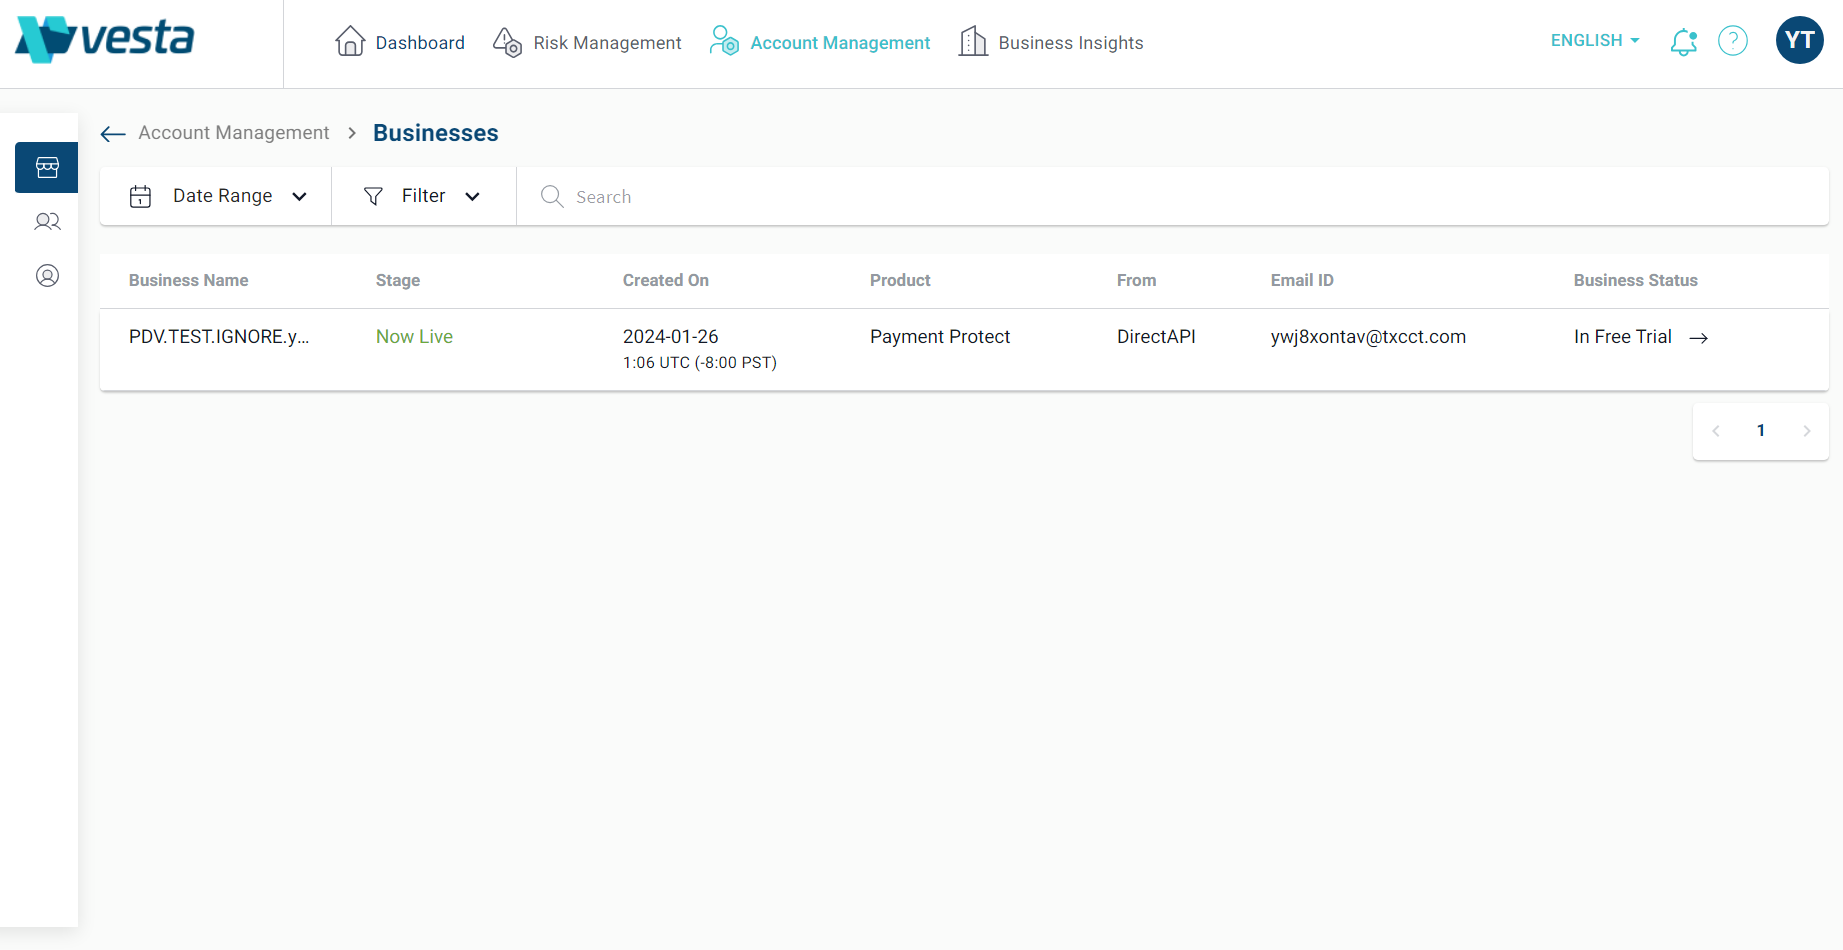 vesta
Dashboard
Risk Management
Account Management
Business Insights
ENGLISH
?
YT
Account Management > Businesses
Date Range
Filter
Search
Business Name Stage Created On Product From Email ID Business Status
PDV.TEST.IGNORE.y... Now Live 2024-01-26 Payment Protect DirectAPI ywj8xontav@txcct.com In Free Trial →
1:06 UTC (-8:00 PST)
< 1 >